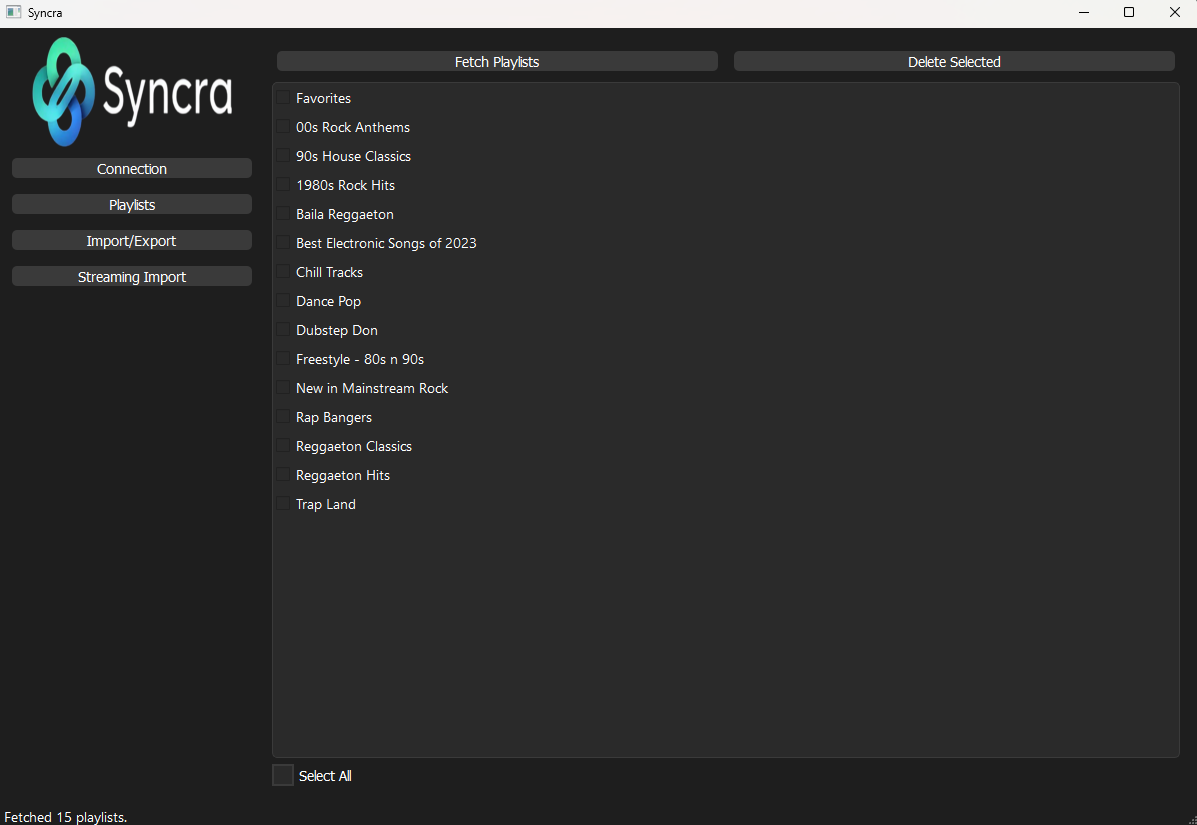 Syncra
Syncra
Connection
Playlists
Import/Export
Streaming Import
Fetch Playlists
Delete Selected
Favorites
00s Rock Anthems
90s House Classics
1980s Rock Hits
Baila Reggaeton
Best Electronic Songs of 2023
Chill Tracks
Dance Pop
Dubstep Don
Freestyle - 80s n 90s
New in Mainstream Rock
Rap Bangers
Reggaeton Classics
Reggaeton Hits
Trap Land
Select All
Fetched 15 playlists.